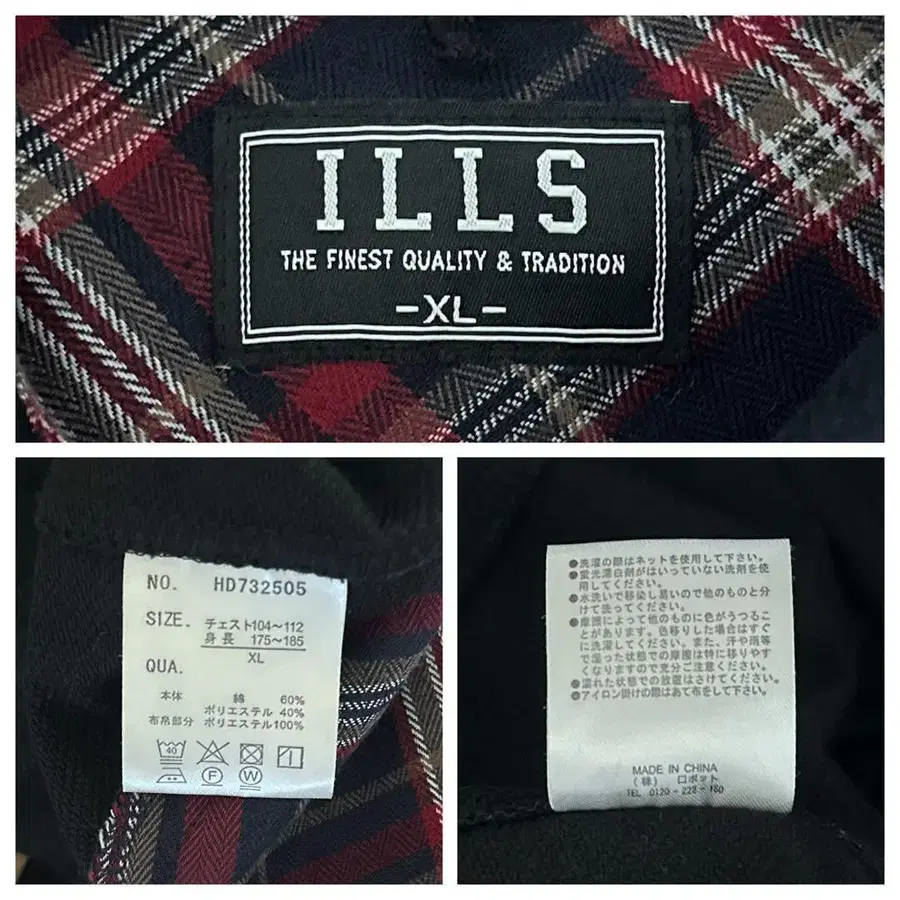 ILLS
THE FINEST QUALITY & TRADITION
-XL-
NO. HD732505
SIZE. チェスト104~112
身長 175~185
XL
QUA.
本体 綿 60%
ポリエステル 40%
布帛部分 ポリエステル100%
40
F W
●洗濯の際はネットを使用して下さい。
●蛍光漂白剤がはいっていない洗剤を使
用してください。
●水洗いで移染し易いので他のものと分
けて洗ってください。
●摩擦によって他のものに色がうつるこ
とがあります。色移りした場合はすぐ
に洗濯してください。また、汗や雨等
で湿った状態での摩擦は特に移りやす
くなりますので充分ご注意ください。
●濡れた状態での放置はさけてください。
●アイロン掛けの際はあて布をして下さい。
MADE IN CHINA
(株) ロボット
TEL 0120-228-150